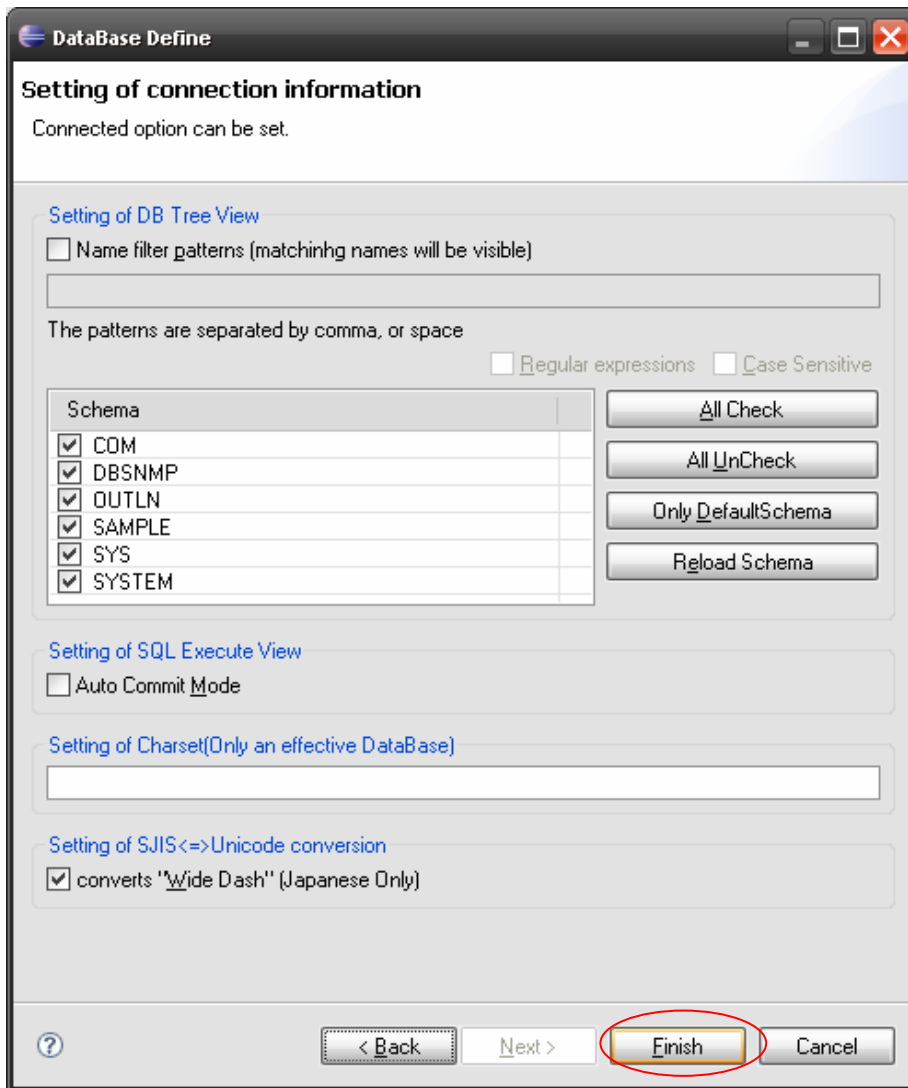 DataBase Define
Setting of connection information
Connected option can be set.
Setting of DB Tree View
Name filter patterns (matchinhg names will be visible)
The patterns are separated by comma, or space
Regular expressions Case Sensitive
Schema
COM
DBSNMP
OUTLN
SAMPLE
SYS
SYSTEM
All Check
All UnCheck
Only DefaultSchema
Reload Schema
Setting of SQL Execute View
Auto Commit Mode
Setting of Charset(Only an effective DataBase)
Setting of SJIS<=>Unicode conversion
converts "Wide Dash" (Japanese Only)
? < Back Next > Finish Cancel